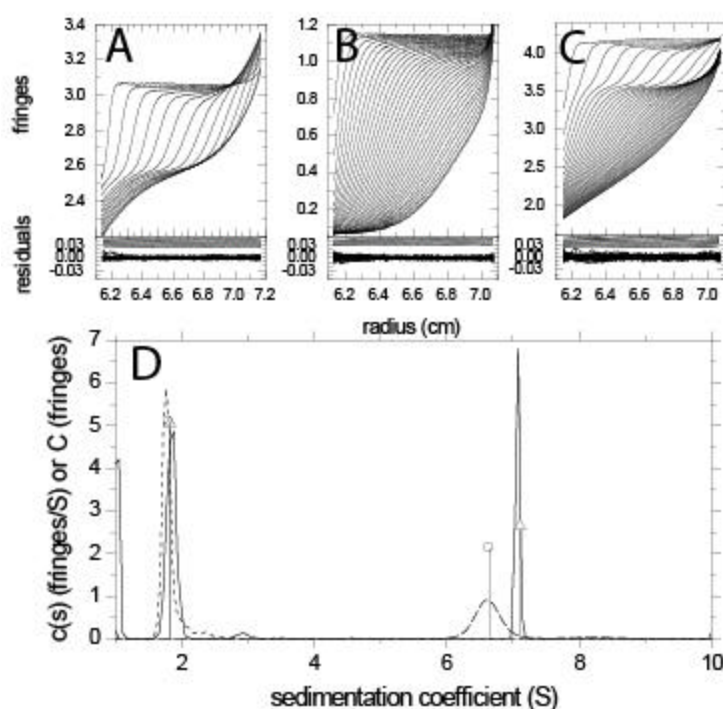 A
B
C
fringes
3.4
3.2
3.0
2.8
2.6
2.4
1.2
1.0
0.8
0.6
0.4
0.2
4.0
3.5
3.0
2.5
2.0
residuals
0.03
0.00
-0.03
0.03
0.00
-0.03
0.03
0.00
-0.03
6.2 6.4 6.6 6.8 7.0 7.2
6.2 6.4 6.6 6.8 7.0
6.2 6.4 6.6 6.8 7.0
radius (cm)
D
c(s) (fringes/S) or C (fringes)
7
6
5
4
3
2
1
0
2 4 6 8 10
sedimentation coefficient (S)